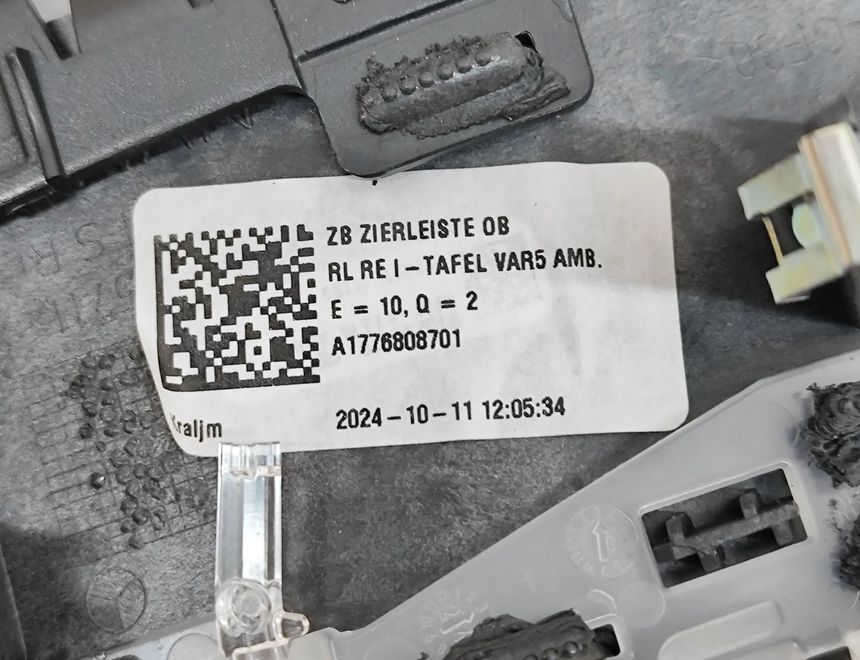 ZB ZIERLEISTE OB
RL RE I-TAFEL VAR5 AMB.
E = 10, Q = 2
A1776808701
2024-10-11 12:05:34
Kraljm